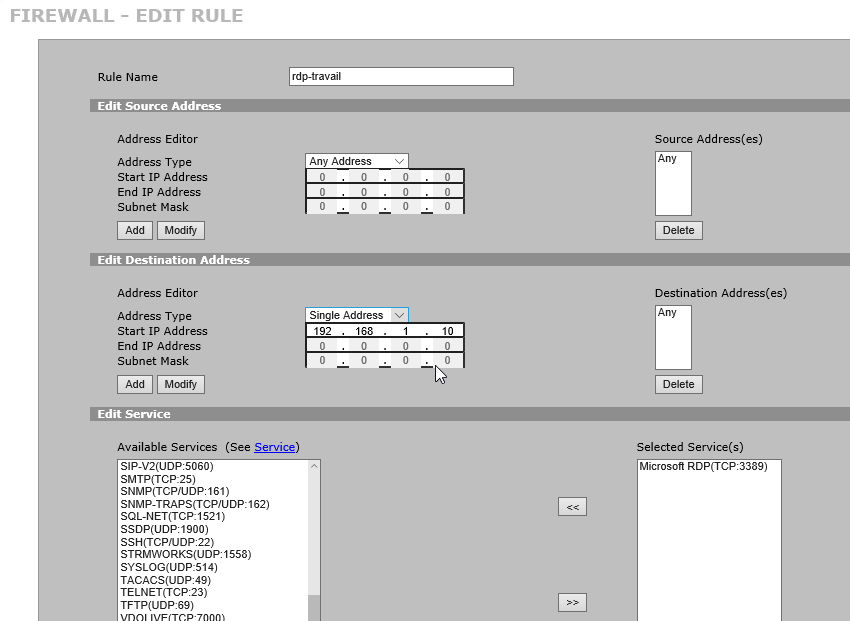 FIREWALL - EDIT RULE
Rule Name rdp-travail
Edit Source Address
Address Editor Source Address(es)
Address Type Any Address Any
Start IP Address 0 . 0 . 0 . 0
End IP Address 0 . 0 . 0 . 0
Subnet Mask 0 . 0 . 0 . 0
Add Modify Delete
Edit Destination Address
Address Editor Destination Address(es)
Address Type Single Address Any
Start IP Address 192 . 168 . 1 . 10
End IP Address 0 . 0 . 0 . 0
Subnet Mask 0 . 0 . 0 . 0
Add Modify Delete
Edit Service
Available Services (See Service) Selected Service(s)
SIP-V2(UDP:5060) Microsoft RDP(TCP:3389)
SMTP(TCP:25)
SNMP(TCP/UDP:161)
SNMP-TRAPS(TCP/UDP:162)
SQL-NET(TCP:1521) <<
SSDP(UDP:1900)
SSH(TCP/UDP:22)
STRMWORKS(UDP:1558)
SYSLOG(UDP:514)
TACACS(UDP:49)
TELNET(TCP:23)
TFTP(UDP:69) >>
VDOLIVE(TCP:7000)